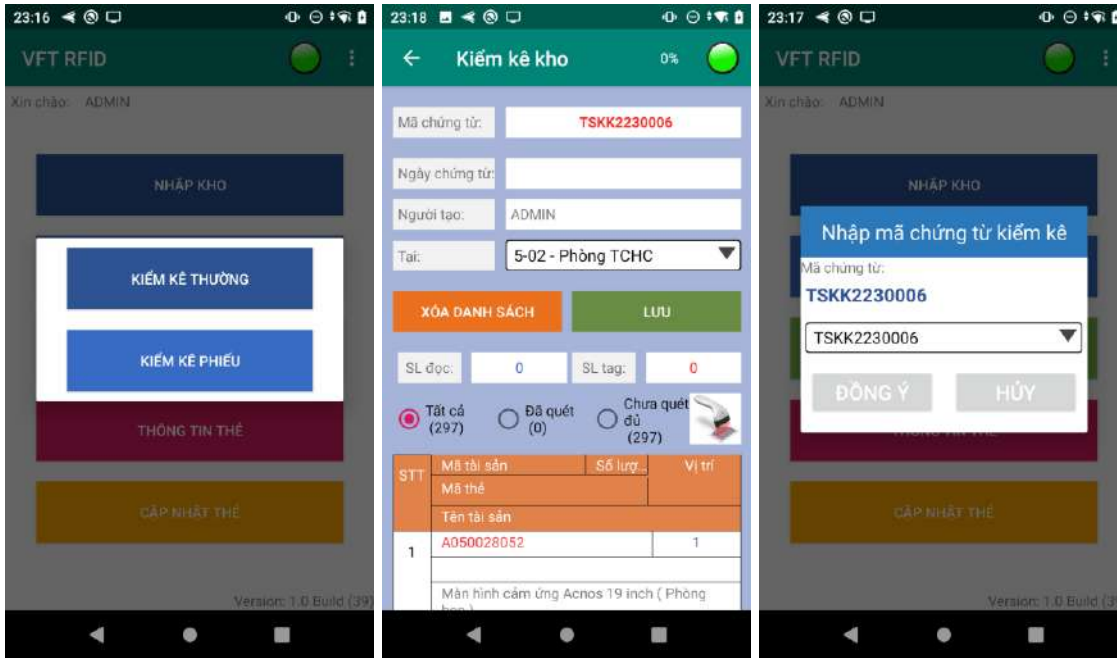 23:16
VFT RFID
Xin chào: ADMIN
NHẬP KHO
KIỂM KÊ THƯỜNG
KIỂM KÊ PHIẾU
THÔNG TIN THẺ
CẬP NHẬT THẺ
Version: 1.0 Build (39)
23:18
Kiểm kê kho
0%
Mã chứng từ:
TSKK2230006
Ngày chứng từ:
Người tạo:
ADMIN
Tại:
5-02 - Phòng TCHC
XÓA DANH SÁCH
LƯU
SL đọc:
0
SL tag:
0
Tất cả
(297)
Đã quét
(0)
Chưa quét
đủ
(297)
STT
Mã tài sản
Số lượ...
Vị trí
Mã thẻ
Tên tài sản
1
A050028052
1
Màn hình cảm ứng Acnos 19 inch ( Phòng
23:17
VFT RFID
Xin chào: ADMIN
NHẬP KHO
Nhập mã chứng từ kiểm kê
Mã chứng từ:
TSKK2230006
TSKK2230006
ĐỒNG Ý
HỦY
THÔNG TIN THẺ
CẬP NHẬT THẺ
Version: 1.0 Build